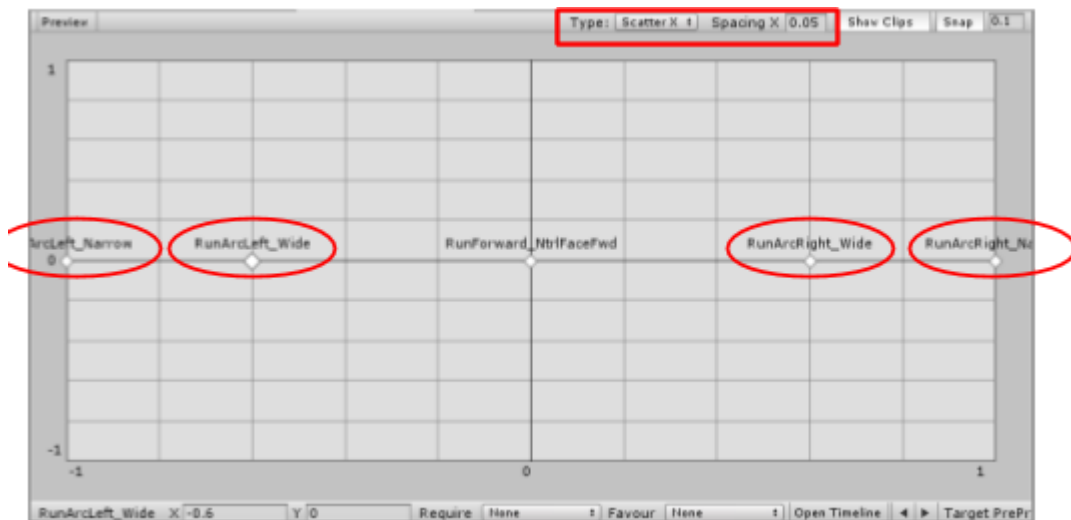 Preview Type: Scatter X Spacing X 0.05 Show Clips Snap 0.1
1
ArcLeft_Narrow RunArcLeft_Wide RunForward_NtrlFaceFwd RunArcRight_Wide RunArcRight_Na
0
-1
-1 0 1
RunArcLeft_Wide X -0.6 Y 0 Require None Favour None Open Timeline Target PrePr